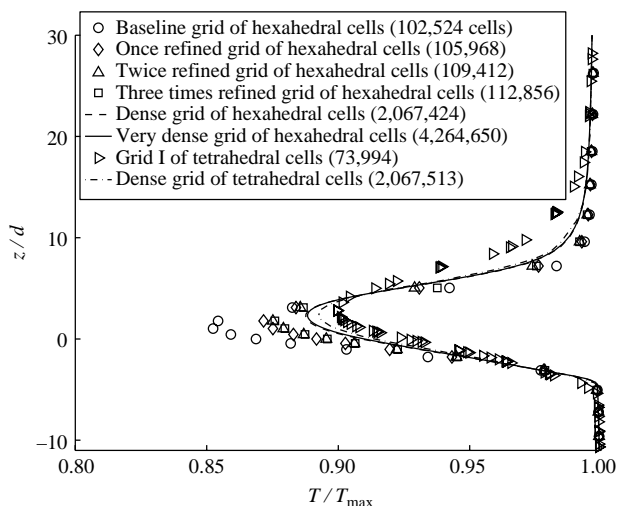 30
Baseline grid of hexahedral cells (102,524 cells)
Once refined grid of hexahedral cells (105,968)
Twice refined grid of hexahedral cells (109,412)
Three times refined grid of hexahedral cells (112,856)
Dense grid of hexahedral cells (2,067,424)
Very dense grid of hexahedral cells (4,264,650)
Grid I of tetrahedral cells (73,994)
Dense grid of tetrahedral cells (2,067,513)
20
z / d
10
0
−10
0.80 0.85 0.90 0.95 1.00
T / Tmax